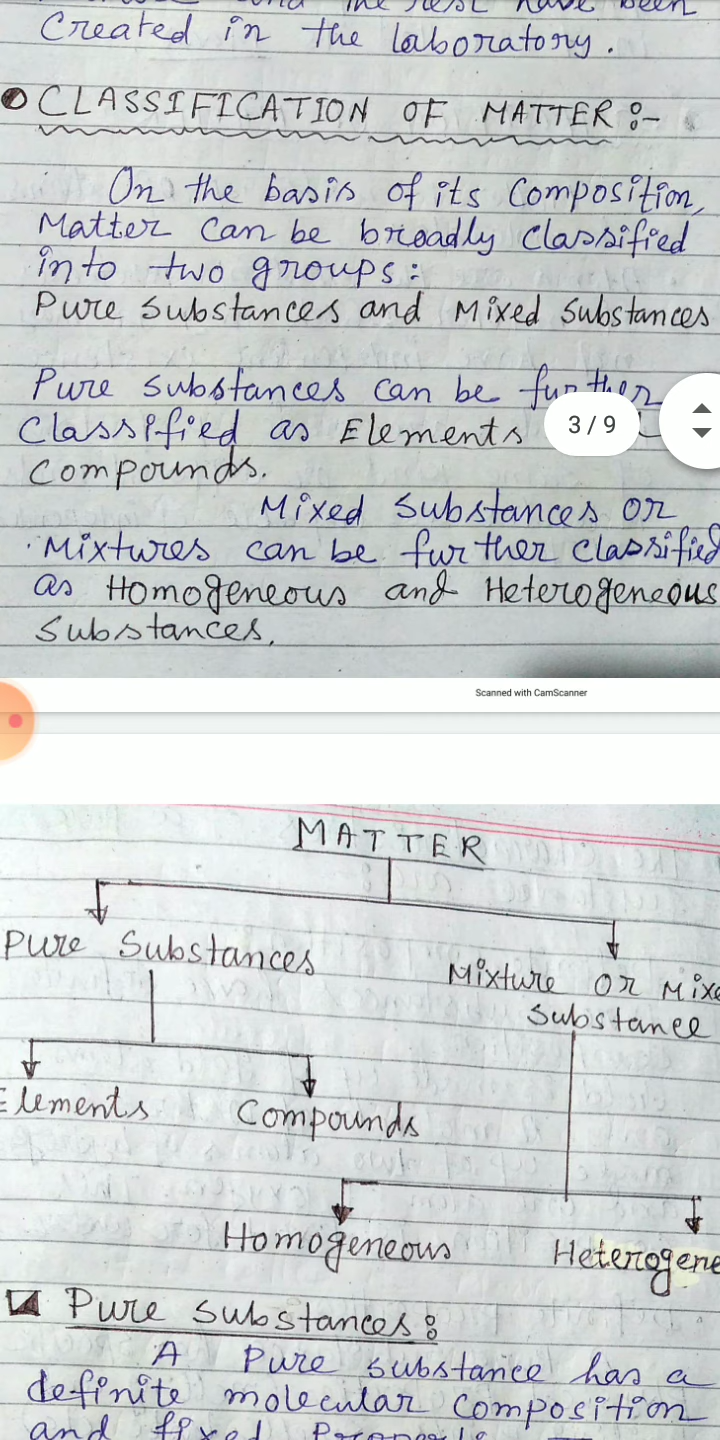 Created in the laboratory.
CLASSIFICATION OF MATTER :-
On the basis of its Composition,
Matter can be broadly classified
into two groups:
Pure Substances and Mixed Substances
Pure Substances can be further
Classified as Elements
3 / 9
Compounds.
Mixed Substances or
Mixtures can be further classified
as Homogeneous and Heterogeneous
Substances.
Scanned with CamScanner
MATTER
Pure Substances
Mixture or Mixe
Substance
Elements
Compounds
Homogeneous
Heterogene
Pure Substances:
A Pure substance has a
definite molecular composition
and fixed